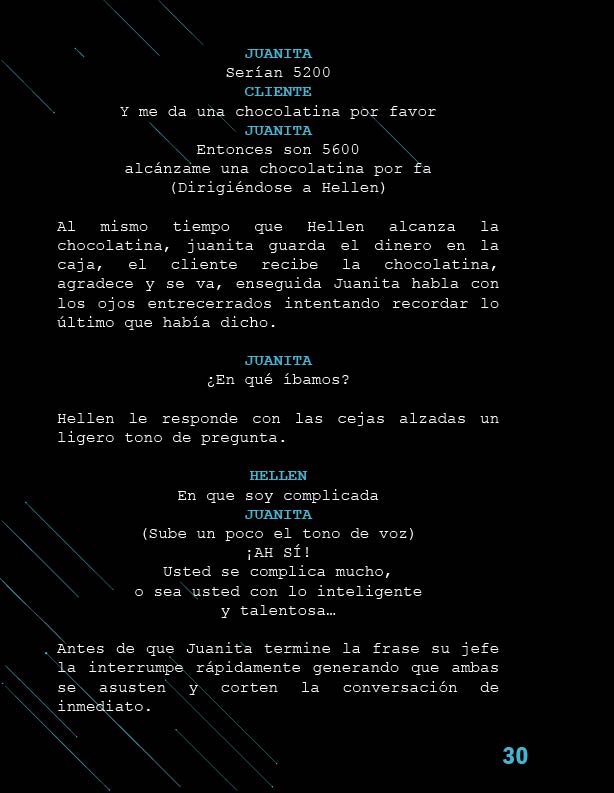 JUANITA
Serían 5200
CLIENTE
Y me da una chocolatina por favor
JUANITA
Entonces son 5600
alcánzame una chocolatina por fa
(Dirigiéndose a Hellen)
Al mismo tiempo que Hellen alcanza la
chocolatina, juanita guarda el dinero en la
caja, el cliente recibe la chocolatina,
agradece y se va, enseguida Juanita habla con
los ojos entrecerrados intentando recordar lo
último que había dicho.
JUANITA
¿En qué íbamos?
Hellen le responde con las cejas alzadas un
ligero tono de pregunta.
HELLEN
En que soy complicada
JUANITA
(Sube un poco el tono de voz)
¡AH SÍ!
Usted se complica mucho,
o sea usted con lo inteligente
y talentosa…
Antes de que Juanita termine la frase su jefe
la interrumpe rápidamente generando que ambas
se asusten y corten la conversación de
inmediato.
30